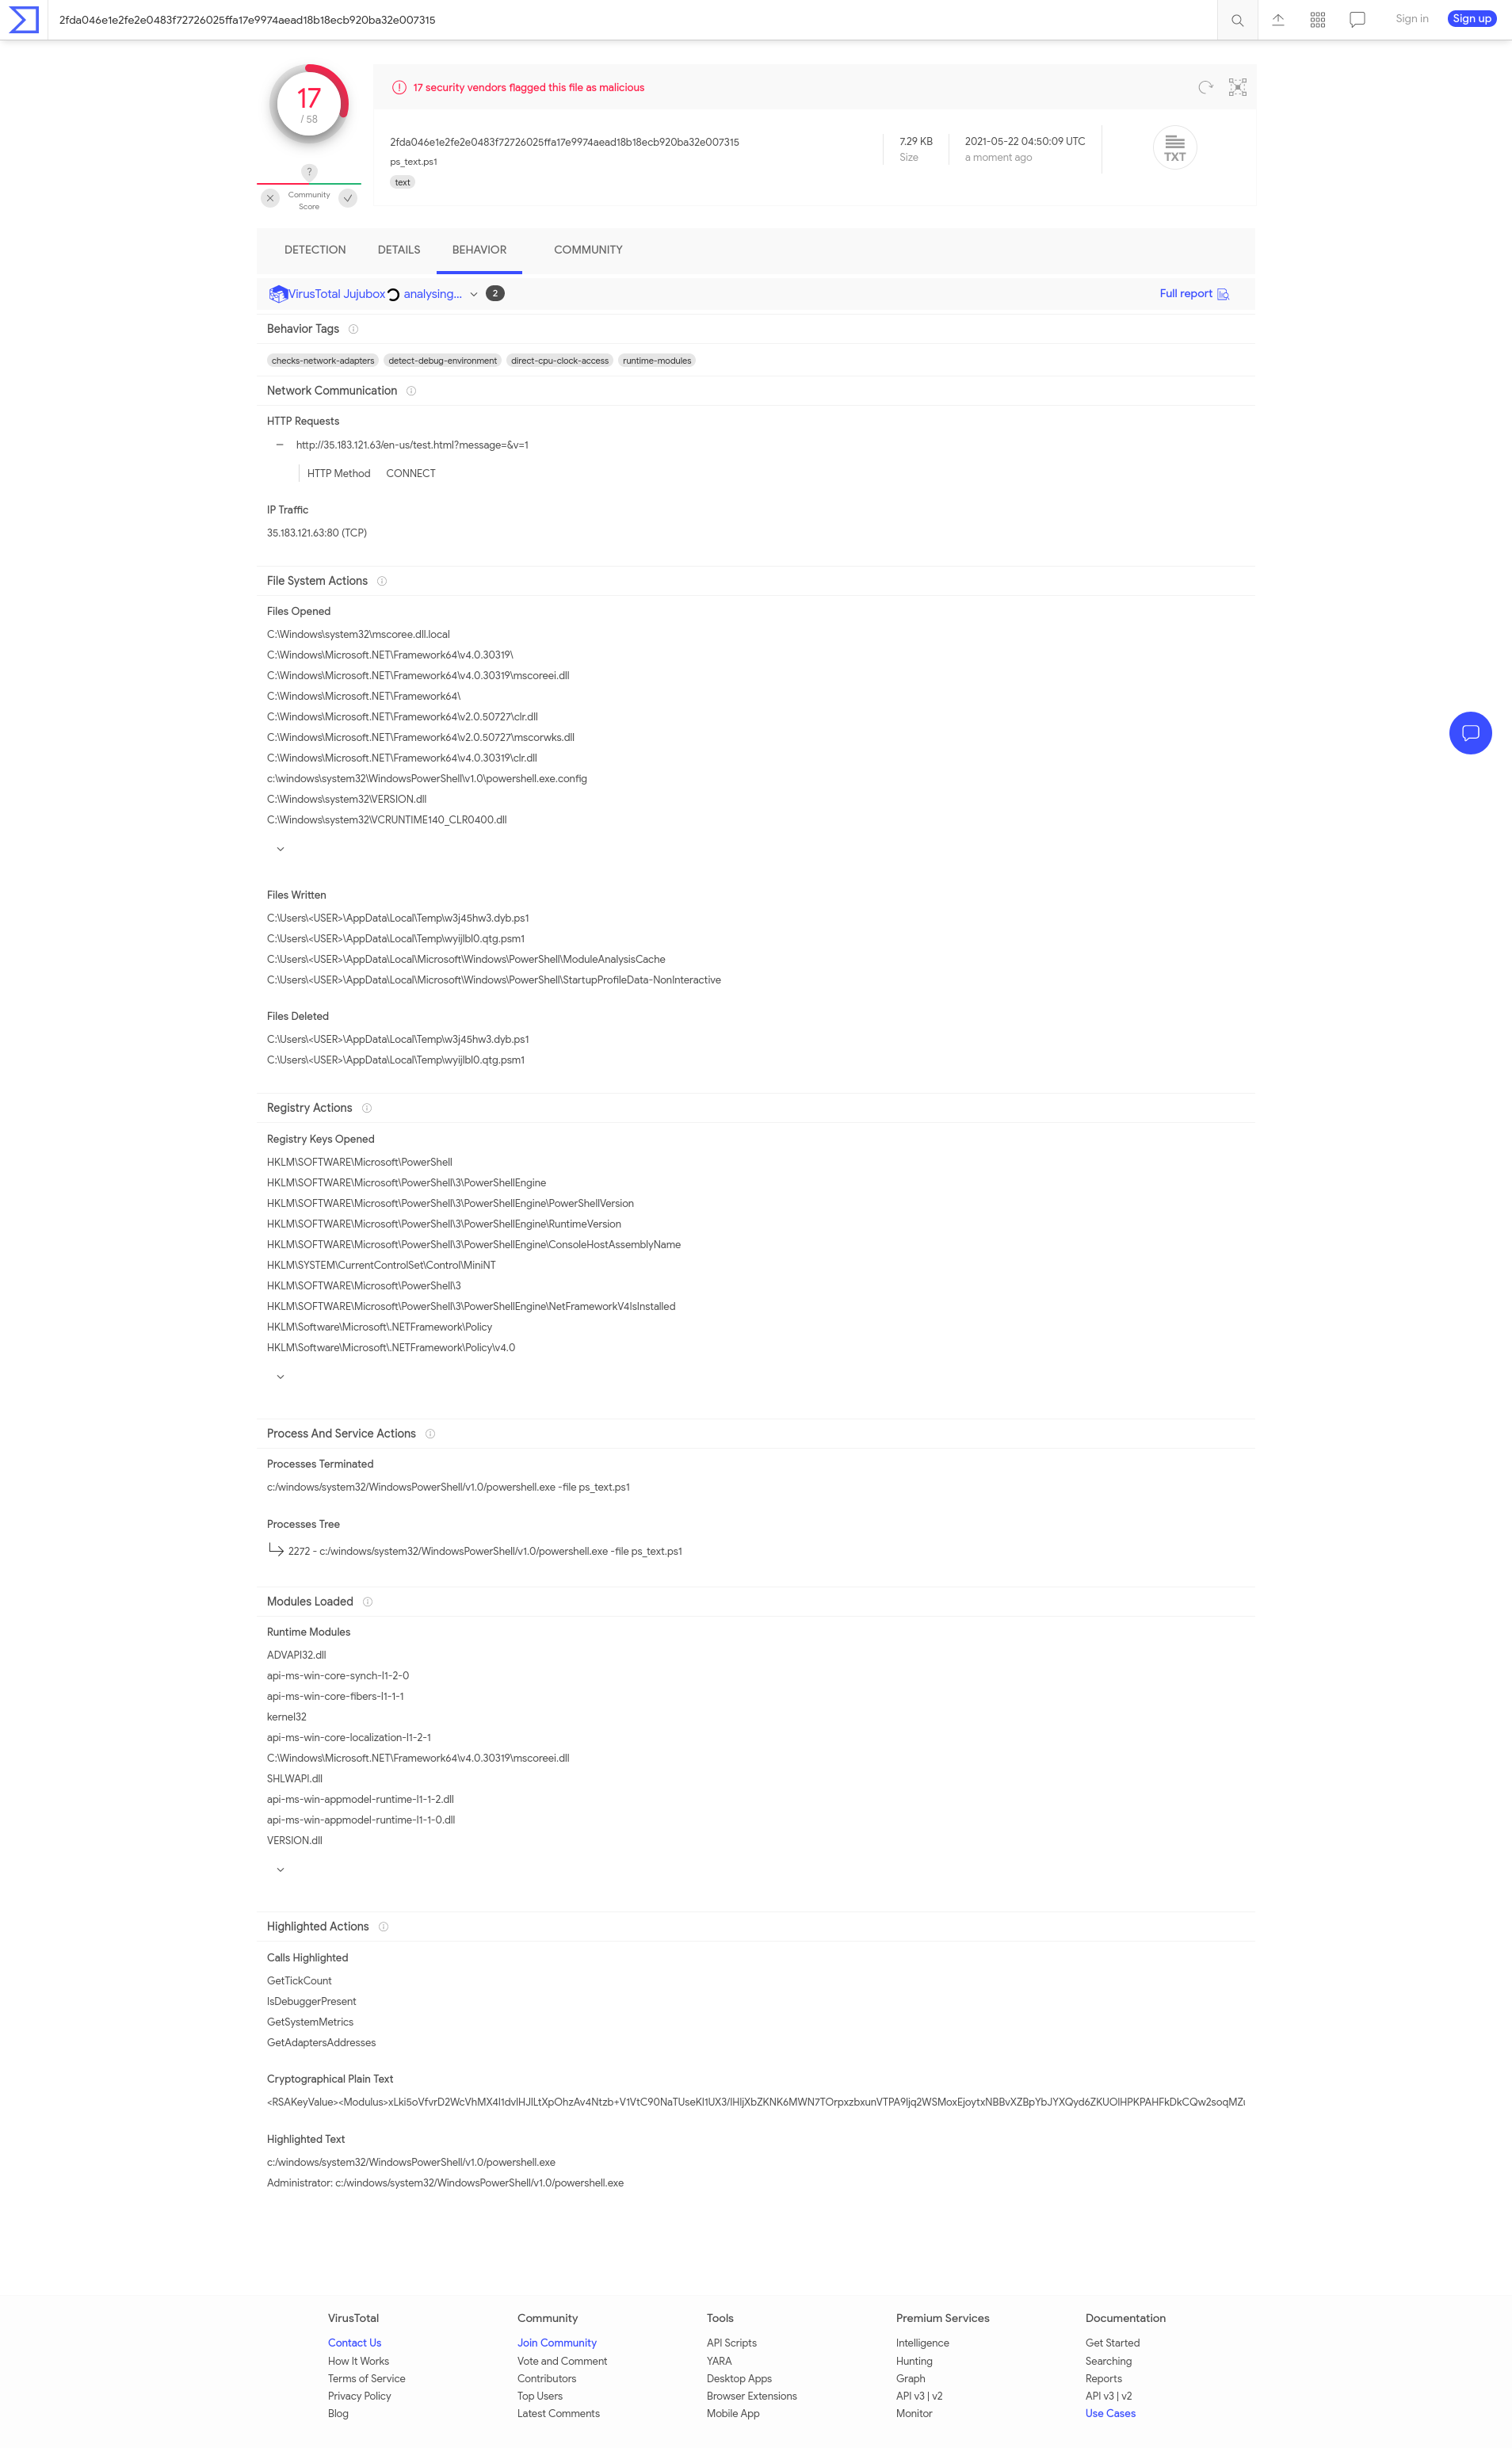 2fda046e1e2fe2e0483f72726025ffa17e9974aead18b18ecb920ba32e007315
Sign in
Sign up
17
/ 58
?
Community
Score
17 security vendors flagged this file as malicious
2fda046e1e2fe2e0483f72726025ffa17e9974aead18b18ecb920ba32e007315
ps_text.ps1
text
7.29 KB
Size
2021-05-22 04:50:09 UTC
a moment ago
TXT
DETECTION
DETAILS
BEHAVIOR
COMMUNITY
VirusTotal Jujubox analysing... 2
Full report
Behavior Tags
checks-network-adapters detect-debug-environment direct-cpu-clock-access runtime-modules
Network Communication
HTTP Requests
http://35.183.121.63/en-us/test.html?message=&v=1
HTTP Method CONNECT
IP Traffic
35.183.121.63:80 (TCP)
File System Actions
Files Opened
C:\Windows\system32\mscoree.dll.local
C:\Windows\Microsoft.NET\Framework64\v4.0.30319\
C:\Windows\Microsoft.NET\Framework64\v4.0.30319\mscoreei.dll
C:\Windows\Microsoft.NET\Framework64\
C:\Windows\Microsoft.NET\Framework64\v2.0.50727\clr.dll
C:\Windows\Microsoft.NET\Framework64\v2.0.50727\mscorwks.dll
C:\Windows\Microsoft.NET\Framework64\v4.0.30319\clr.dll
c:\windows\system32\WindowsPowerShell\v1.0\powershell.exe.config
C:\Windows\system32\VERSION.dll
C:\Windows\system32\VCRUNTIME140_CLR0400.dll
Files Written
C:\Users\<USER>\AppData\Local\Temp\w3j45hw3.dyb.ps1
C:\Users\<USER>\AppData\Local\Temp\wyijlbl0.qtg.psm1
C:\Users\<USER>\AppData\Local\Microsoft\Windows\PowerShell\ModuleAnalysisCache
C:\Users\<USER>\AppData\Local\Microsoft\Windows\PowerShell\StartupProfileData-NonInteractive
Files Deleted
C:\Users\<USER>\AppData\Local\Temp\w3j45hw3.dyb.ps1
C:\Users\<USER>\AppData\Local\Temp\wyijlbl0.qtg.psm1
Registry Actions
Registry Keys Opened
HKLM\SOFTWARE\Microsoft\PowerShell
HKLM\SOFTWARE\Microsoft\PowerShell\3\PowerShellEngine
HKLM\SOFTWARE\Microsoft\PowerShell\3\PowerShellEngine\PowerShellVersion
HKLM\SOFTWARE\Microsoft\PowerShell\3\PowerShellEngine\RuntimeVersion
HKLM\SOFTWARE\Microsoft\PowerShell\3\PowerShellEngine\ConsoleHostAssemblyName
HKLM\SYSTEM\CurrentControlSet\Control\MiniNT
HKLM\SOFTWARE\Microsoft\PowerShell\3
HKLM\SOFTWARE\Microsoft\PowerShell\3\PowerShellEngine\NetFrameworkV4IsInstalled
HKLM\Software\Microsoft\.NETFramework\Policy
HKLM\Software\Microsoft\.NETFramework\Policy\v4.0
Process And Service Actions
Processes Terminated
c:/windows/system32/WindowsPowerShell/v1.0/powershell.exe -file ps_text.ps1
Processes Tree
2272 - c:/windows/system32/WindowsPowerShell/v1.0/powershell.exe -file ps_text.ps1
Modules Loaded
Runtime Modules
ADVAPI32.dll
api-ms-win-core-synch-l1-2-0
api-ms-win-core-fibers-l1-1-1
kernel32
api-ms-win-core-localization-l1-2-1
C:\Windows\Microsoft.NET\Framework64\v4.0.30319\mscoreei.dll
SHLWAPI.dll
api-ms-win-appmodel-runtime-l1-1-2.dll
api-ms-win-appmodel-runtime-l1-1-0.dll
VERSION.dll
Highlighted Actions
Calls Highlighted
GetTickCount
IsDebuggerPresent
GetSystemMetrics
GetAdaptersAddresses
Cryptographical Plain Text
<RSAKeyValue><Modulus>xLki5oVfvrD2WcVhMX4l1dvlHJlLtXpOhzAv4Ntzb+V1VtC90NaTUseKl1UX3/lHljXbZKNK6MWN7TOrpxzbxunVTPA9ljq2WSMoxEjoytxNBBvXZBpYbJYXQyd6ZKUOlHPKPAHFkDkCQw2soqMZ
Highlighted Text
c:/windows/system32/WindowsPowerShell/v1.0/powershell.exe
Administrator: c:/windows/system32/WindowsPowerShell/v1.0/powershell.exe
VirusTotal
Contact Us
How It Works
Terms of Service
Privacy Policy
Blog
Community
Join Community
Vote and Comment
Contributors
Top Users
Latest Comments
Tools
API Scripts
YARA
Desktop Apps
Browser Extensions
Mobile App
Premium Services
Intelligence
Hunting
Graph
API v3 | v2
Monitor
Documentation
Get Started
Searching
Reports
API v3 | v2
Use Cases